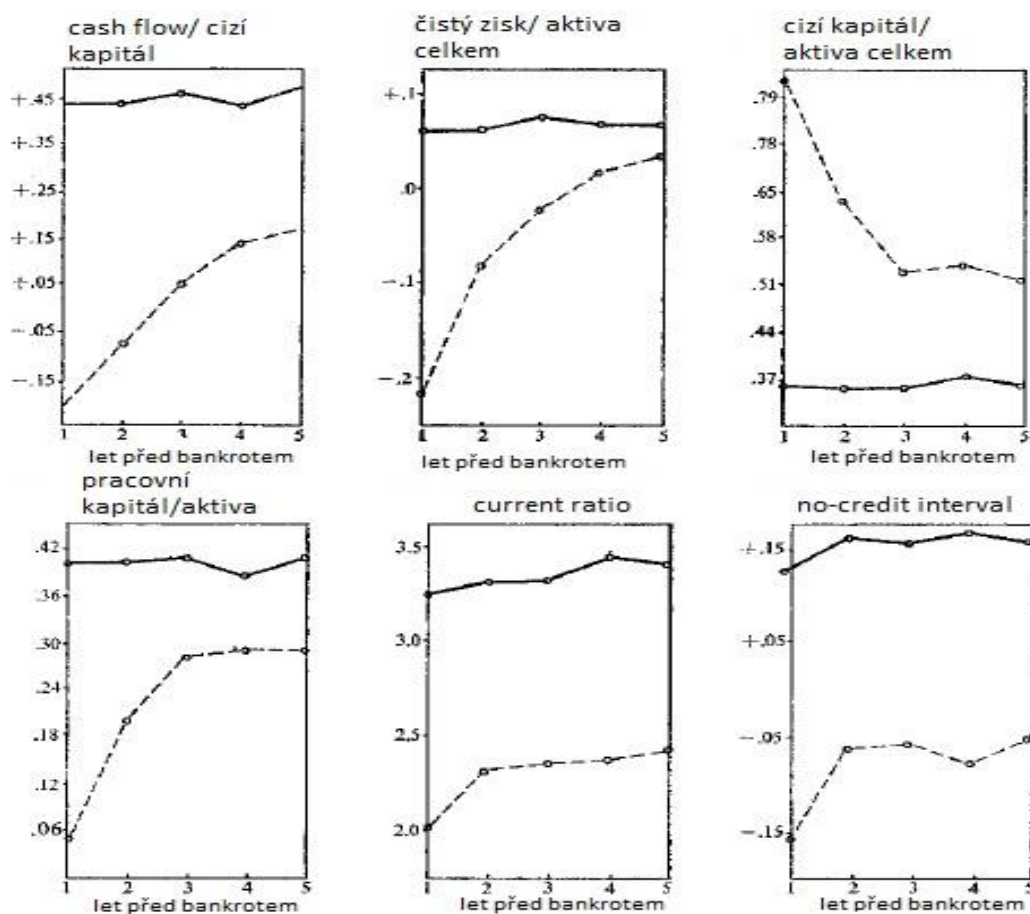 cash flow/ cizí
kapitál
+.45
+.35
+.25
+.15
+.05
-.05
-.15
1 2 3 4 5
let před bankrotem
čistý zisk/ aktiva
celkem
+.1
.0
-.1
-.2
1 2 3 4 5
let před bankrotem
cizí kapitál/
aktiva celkem
.79
.78
.65
.58
.51
.44
.37
1 2 3 4 5
let před bankrotem
pracovní
kapitál/aktiva
.42
.36
.30
.24
.18
.12
.06
1 2 3 4 5
let před bankrotem
current ratio
3.5
3.0
2.5
2.0
1 2 3 4 5
let před bankrotem
no-credit interval
+.15
+.05
-.05
-.15
1 2 3 4 5
let před bankrotem